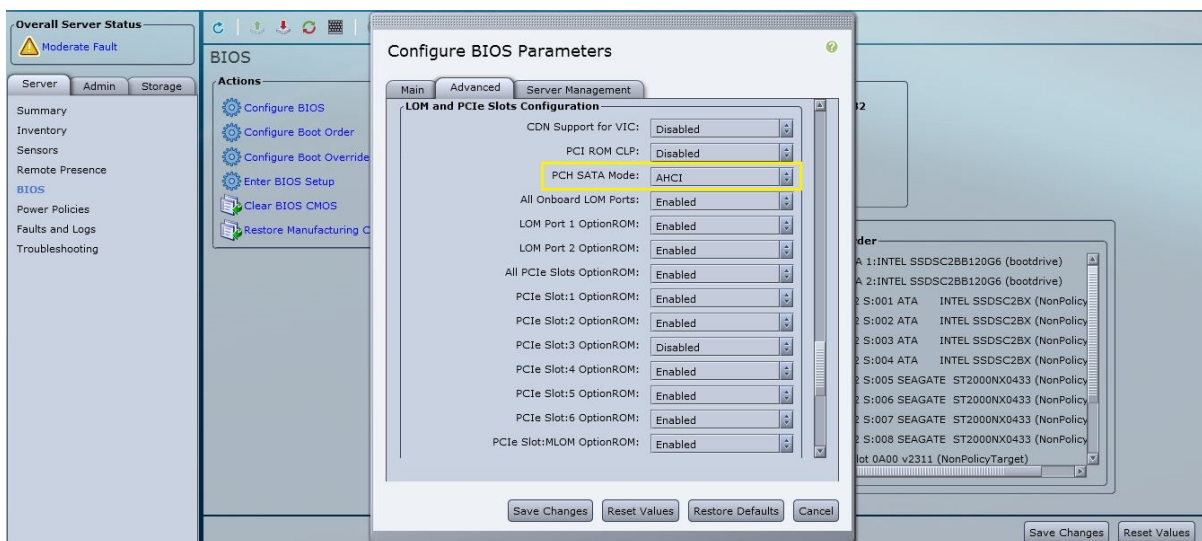 Overall Server Status
Moderate Fault
Server Admin Storage
Summary
Inventory
Sensors
Remote Presence
BIOS
Power Policies
Faults and Logs
Troubleshooting
BIOS
Actions
Configure BIOS
Configure Boot Order
Configure Boot Override
Enter BIOS Setup
Clear BIOS CMOS
Restore Manufacturing C
Configure BIOS Parameters
Main Advanced Server Management
LOM and PCIe Slots Configuration
CDN Support for VIC: Disabled
PCI ROM CLP: Disabled
PCH SATA Mode: AHCI
All Onboard LOM Ports: Enabled
LOM Port 1 OptionROM: Enabled
LOM Port 2 OptionROM: Enabled
All PCIe Slots OptionROM: Enabled
PCIe Slot:1 OptionROM: Enabled
PCIe Slot:2 OptionROM: Enabled
PCIe Slot:3 OptionROM: Disabled
PCIe Slot:4 OptionROM: Enabled
PCIe Slot:5 OptionROM: Enabled
PCIe Slot:6 OptionROM: Enabled
PCIe Slot:MLOM OptionROM: Enabled
Save Changes Reset Values Restore Defaults Cancel
der
A 1:INTEL SSDSC2BB120G6 (bootdrive)
A 2:INTEL SSDSC2BB120G6 (bootdrive)
2 S:001 ATA INTEL SSDSC2BX (NonPolicy
2 S:002 ATA INTEL SSDSC2BX (NonPolicy
2 S:003 ATA INTEL SSDSC2BX (NonPolicy
2 S:004 ATA INTEL SSDSC2BX (NonPolicy
2 S:005 SEAGATE ST2000NX0433 (NonPolicy
2 S:006 SEAGATE ST2000NX0433 (NonPolicy
2 S:007 SEAGATE ST2000NX0433 (NonPolicy
2 S:008 SEAGATE ST2000NX0433 (NonPolicy
lot 0A00 v2311 (NonPolicyTarget)
Save Changes Reset Values